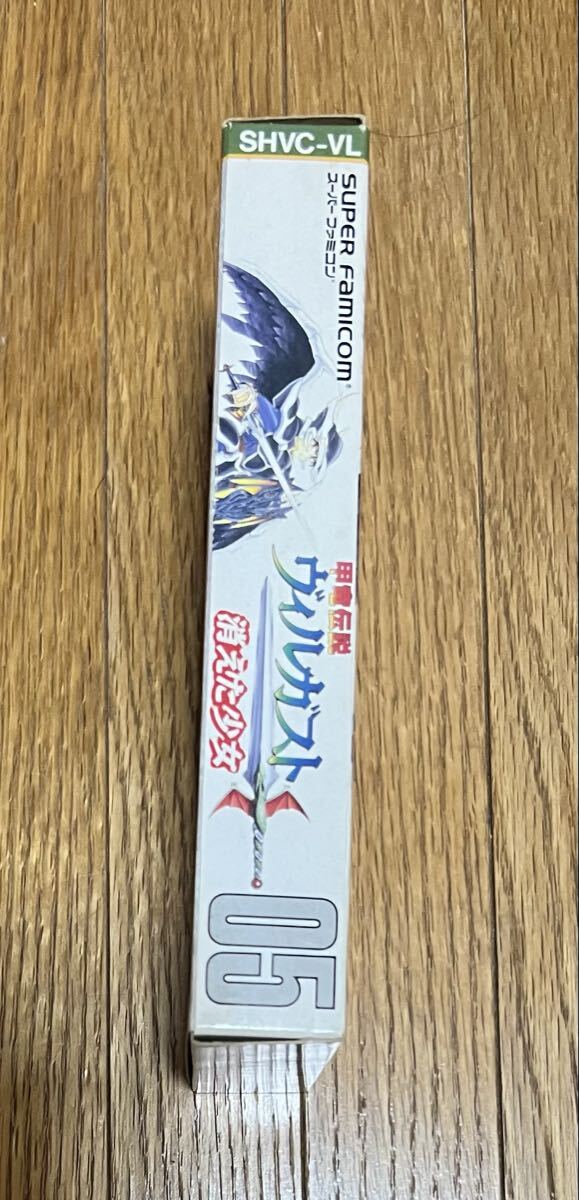 SHVC-VL
SUPER Famicom
スーパーファミコン
甲竜伝説
ヴィルガスト
消えた少女
05